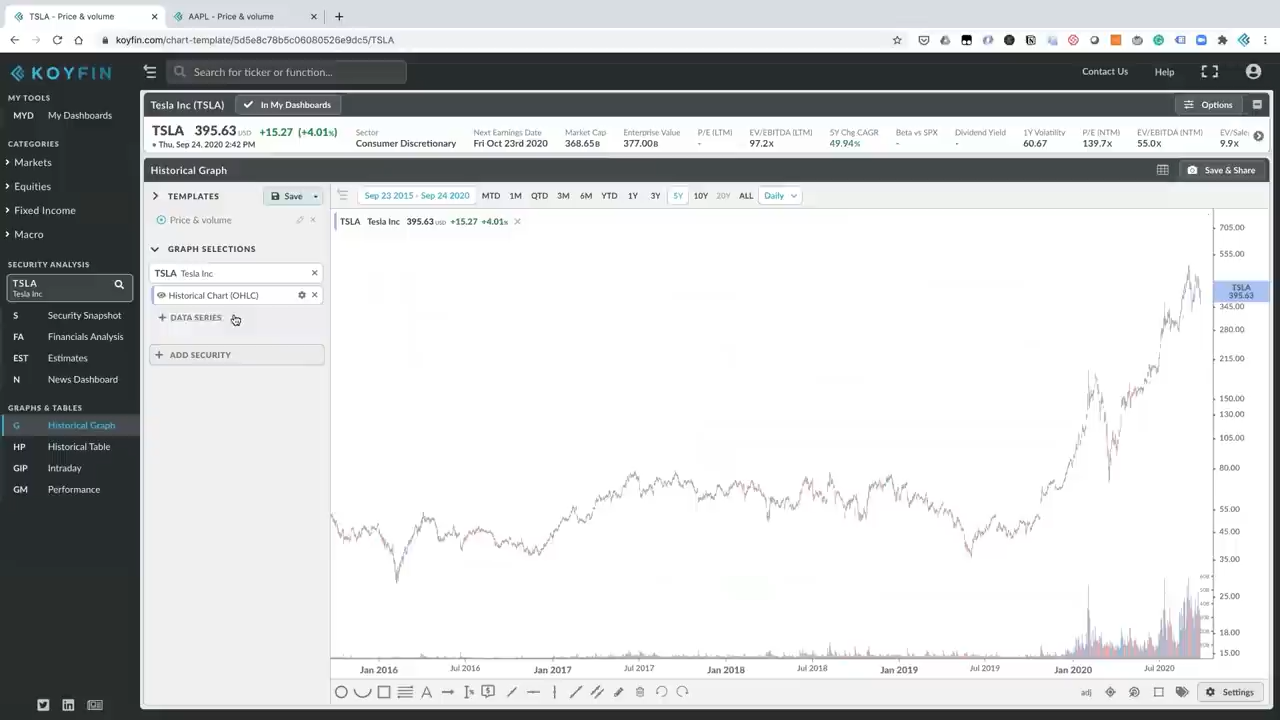 TSLA - Price & volume
AAPL - Price & volume
koyfin.com/chart-template/5d5e8c78b5c06080526e9dc5/TSLA
KOYFIN
Search for ticker or function...
Contact Us
Help
MY TOOLS
MYD My Dashboards
CATEGORIES
Markets
Equities
Fixed Income
Macro
SECURITY ANALYSIS
TSLA
Tesla Inc
S Security Snapshot
FA Financials Analysis
EST Estimates
N News Dashboard
GRAPHS & TABLES
G Historical Graph
HP Historical Table
GIP Intraday
GM Performance
Tesla Inc (TSLA)
In My Dashboards
Options
TSLA 395.63 USD +15.27 (+4.01%)
• Thu, Sep 24, 2020 2:42 PM
Sector
Consumer Discretionary
Next Earnings Date
Fri Oct 23rd 2020
Market Cap
368.65B
Enterprise Value
377.00B
P/E (LTM)
-
EV/EBITDA (LTM)
97.2X
5Y Chg CAGR
49.94%
Beta vs SPX
-
Dividend Yield
-
1Y Volatility
60.67
P/E (NTM)
139.7X
EV/EBITDA (NTM)
55.0X
EV/Sale
9.9X
Historical Graph
Save & Share
TEMPLATES
Save
Price & volume
GRAPH SELECTIONS
TSLA Tesla Inc
Historical Chart (OHLC)
+ DATA SERIES
+ ADD SECURITY
Sep 23 2015 - Sep 24 2020 MTD 1M QTD 3M 6M YTD 1Y 3Y 5Y 10Y 20Y ALL Daily
TSLA Tesla Inc 395.63 USD +15.27 +4.01%
705.00
555.00
TSLA
395.63
345.00
280.00
215.00
150.00
130.00
105.00
80.00
55.00
45.00
35.00
25.00
18.00
15.00
Jan 2016 Jul 2016 Jan 2017 Jul 2017 Jan 2018 Jul 2018 Jan 2019 Jul 2019 Jan 2020 Jul 2020
adj
Settings